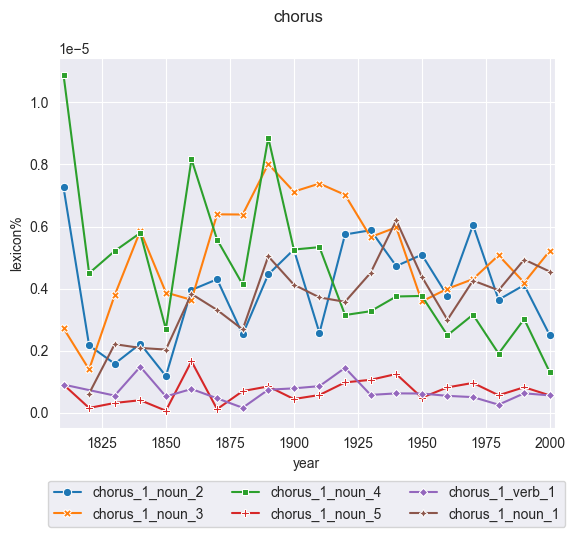 chorus
1e−5
1.0
0.8
0.6
lexicon%
0.4
0.2
0.0
1825 1850 1875 1900 1925 1950 1975 2000
year
chorus_1_noun_2 chorus_1_noun_4 chorus_1_verb_1
chorus_1_noun_3 chorus_1_noun_5 chorus_1_noun_1